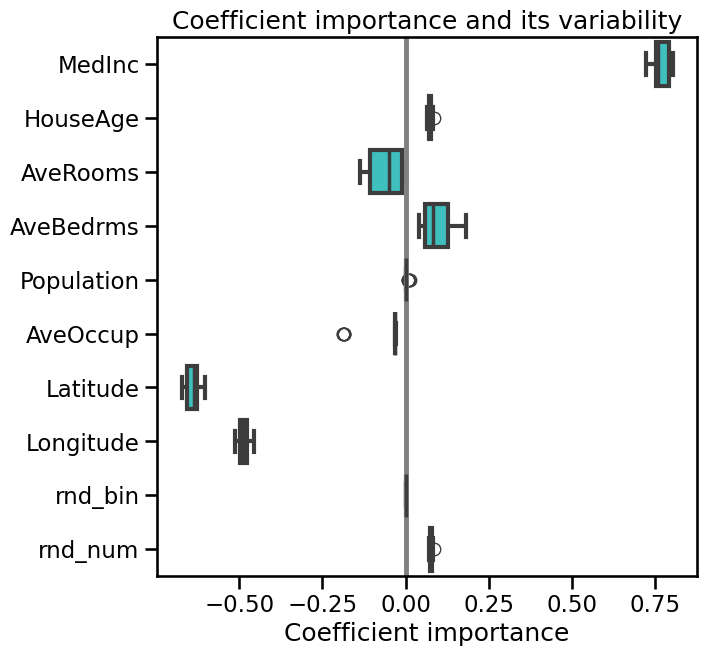 Coefficient importance and its variability
MedInc
HouseAge
AveRooms
AveBedrms
Population
AveOccup
Latitude
Longitude
rnd_bin
rnd_num
−0.50 −0.25 0.00 0.25 0.50 0.75
Coefficient importance